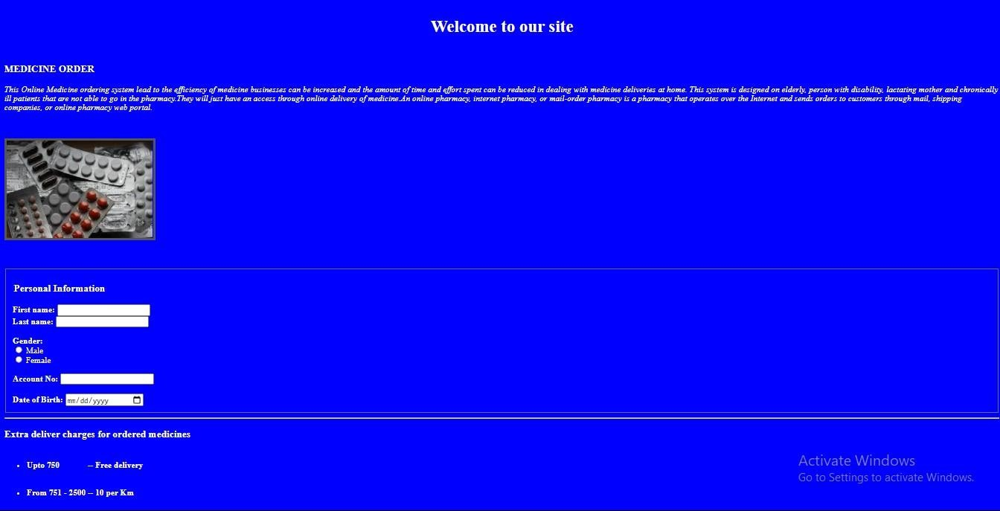 Welcome to our site
MEDICINE ORDER
This Online Medicine ordering system lead to the efficiency of medicine businesses can be increased and the amount of time and effort spent can be reduced in dealing with medicine deliveries at home. This system is designed on elderly, person with disability, lactating mother and chronically
ill patients that are not able to go in the pharmacy.They will just have an access through online delivery of medicine.An online pharmacy, internet pharmacy, or mail-order pharmacy is a pharmacy that operates over the Internet and sends orders to customers through mail, shipping
companies, or online pharmacy web portal.
Personal Information
First name:
Last name:
Gender:
Male
Female
Account No:
Date of Birth: mm/dd/yyyy
Extra deliver charges for ordered medicines
• Upto 750 -- Free delivery
• From 751 - 2500 -- 10 per Km
Activate Windows
Go to Settings to activate Windows.